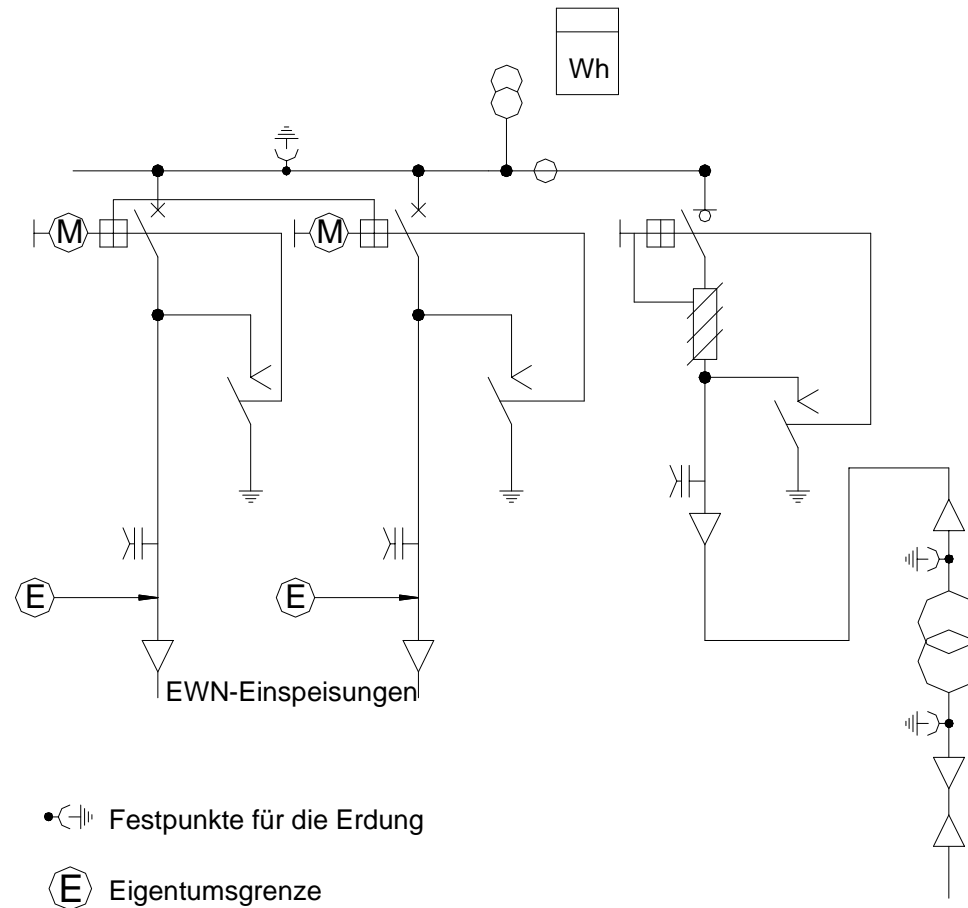 Wh
M
M
E
E
EWN-Einspeisungen
Festpunkte für die Erdung
E Eigentumsgrenze